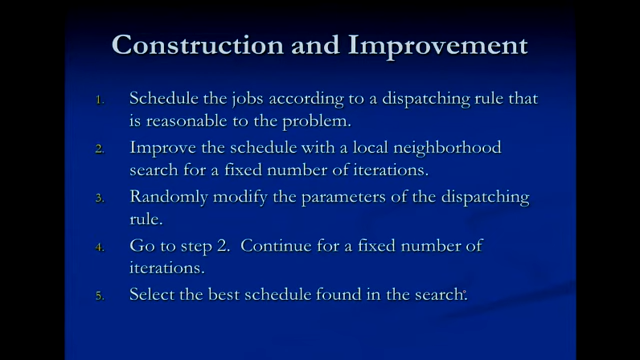 Construction and Improvement
1. Schedule the jobs according to a dispatching rule that
is reasonable to the problem.
2. Improve the schedule with a local neighborhood
search for a fixed number of iterations.
3. Randomly modify the parameters of the dispatching
rule.
4. Go to step 2. Continue for a fixed number of
iterations.
5. Select the best schedule found in the search.